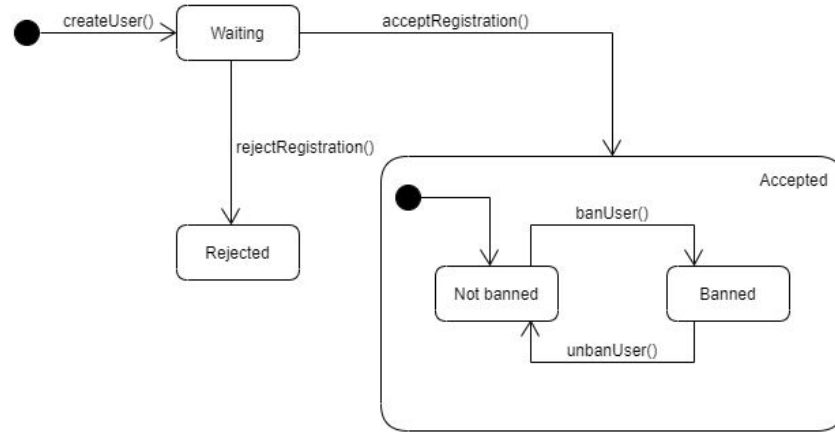 createUser()
Waiting
acceptRegistration()
rejectRegistration()
Accepted
Rejected
banUser()
Not banned
Banned
unbanUser()